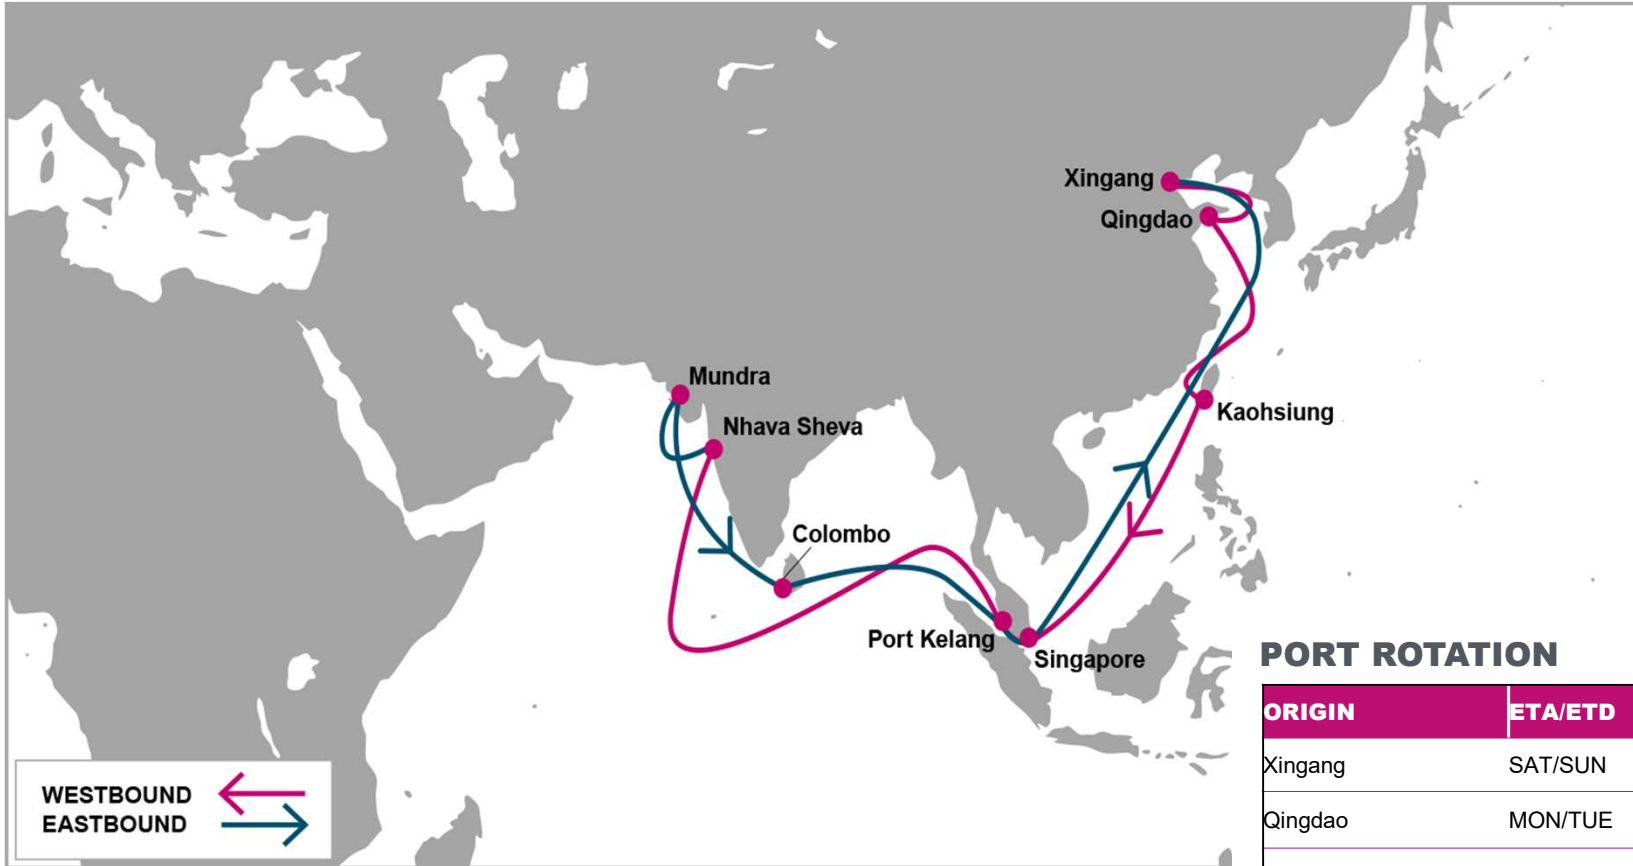 Xingang
Qingdao
Mundra
Nhava Sheva
Kaohsiung
Colombo
Port Kelang
Singapore
WESTBOUND
EASTBOUND
PORT ROTATION
ORIGIN ETA/ETD
Xingang SAT/SUN
Qingdao MON/TUE